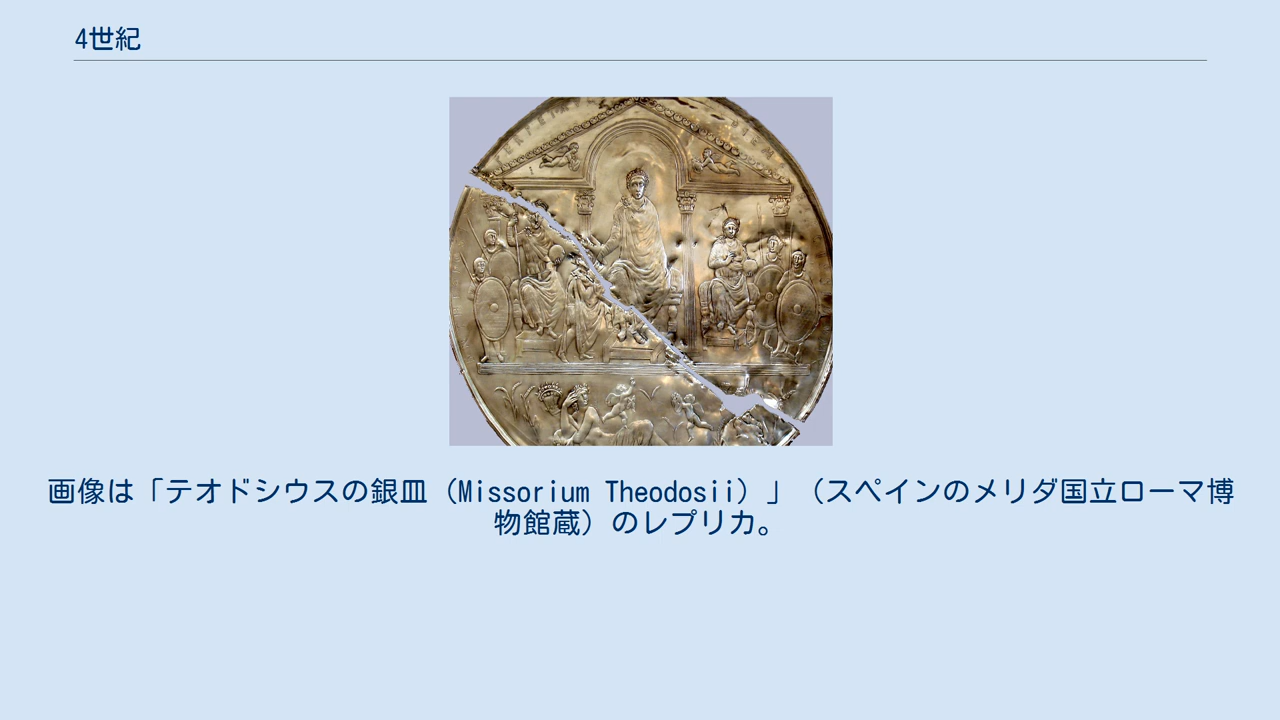 4世紀
画像は「テオドシウスの銀皿（Missorium Theodosii）」（スペインのメリダ国立ローマ博
物館蔵）のレプリカ。